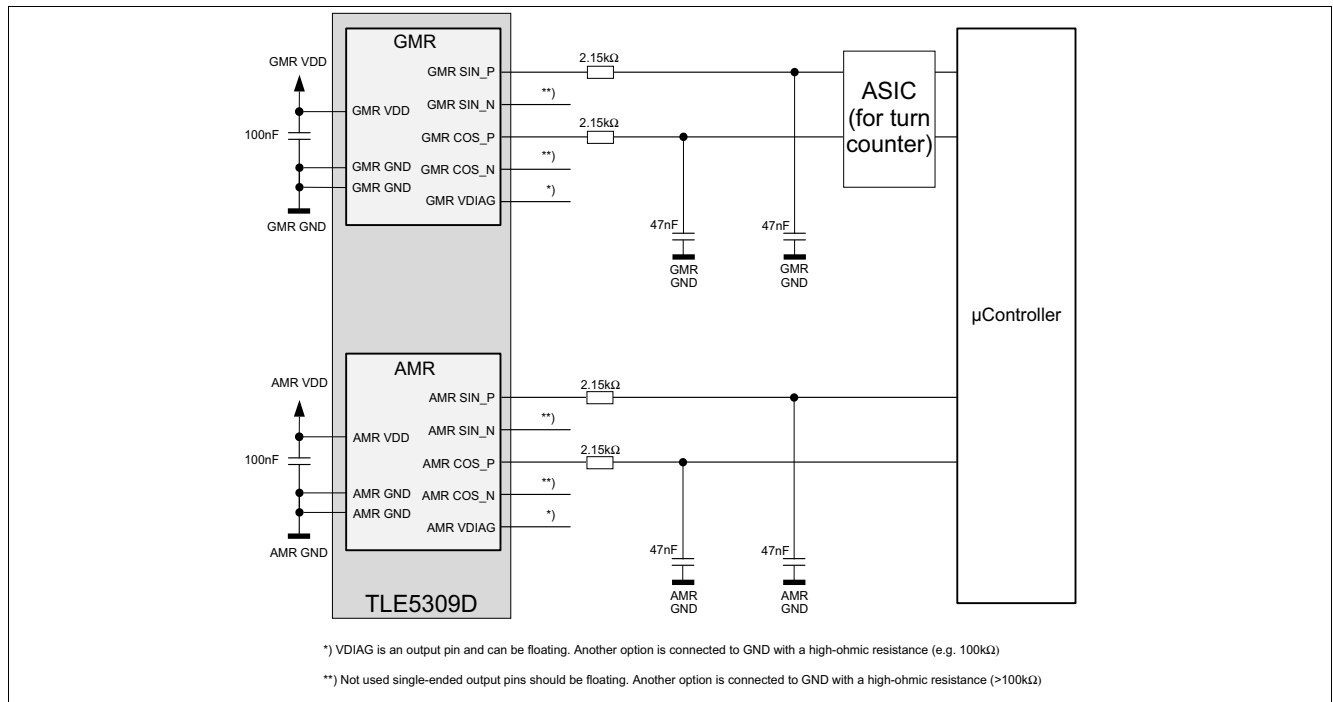 GMR
GMR VDD
GMR SIN_P
2.15kΩ
ASIC
(for turn
counter)
GMR VDD
GMR SIN_N
**)
100nF
GMR COS_P
2.15kΩ
GMR GND
GMR COS_N
**)
GMR GND
GMR VDIAG
*)
GMR GND
47nF
47nF
GMR
GND
GMR
GND
µController
AMR
AMR VDD
AMR SIN_P
2.15kΩ
AMR VDD
AMR SIN_N
**)
100nF
AMR COS_P
2.15kΩ
AMR GND
AMR COS_N
**)
AMR GND
AMR VDIAG
*)
AMR GND
47nF
47nF
AMR
GND
AMR
GND
TLE5309D
*) VDIAG is an output pin and can be floating. Another option is connected to GND with a high-ohmic resistance (e.g. 100kΩ)
**) Not used single-ended output pins should be floating. Another option is connected to GND with a high-ohmic resistance (>100kΩ)